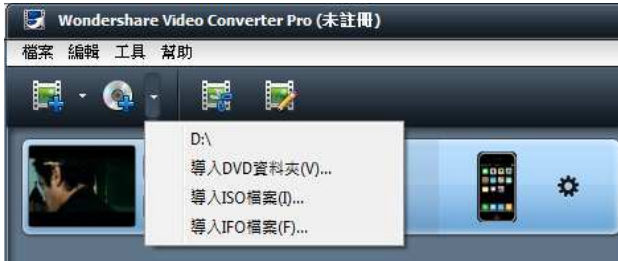 Wondershare Video Converter Pro (未註冊)
檔案 編輯 工具 幫助
D:\
導入DVD資料夾(V)...
導入ISO檔案(I)...
導入IFO檔案(F)...